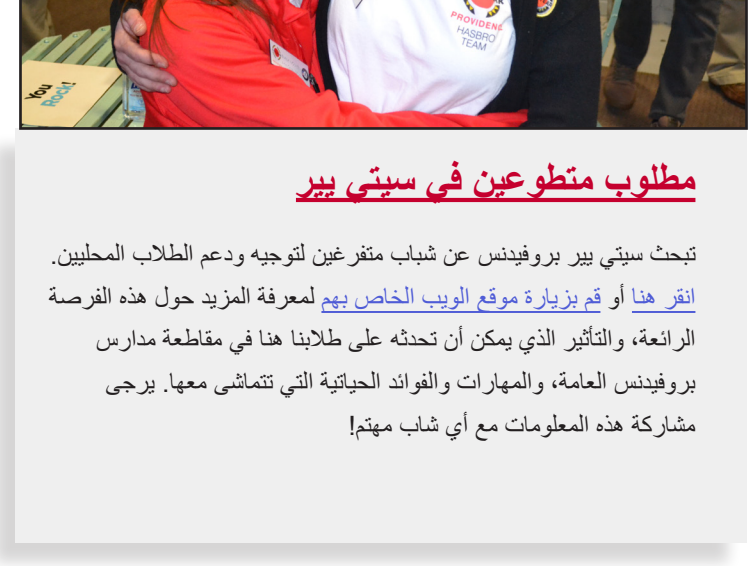 PROVIDENCE
HASBRO
TEAM
You
Rock!
مطلوب متطوعين في سيتي يير
تبحث سيتي يير بروفيدنس عن شباب متفرغين لتوجيه ودعم الطلاب المحليين.
انقر هنا أو قم بزيارة موقع الويب الخاص بهم لمعرفة المزيد حول هذه الفرصة
الرائعة، والتأثير الذي يمكن أن تحدثه على طلابنا هنا في مقاطعة مدارس
بروفيدنس العامة، والمهارات والفوائد الحياتية التي تتماشى معها. يرجى
مشاركة هذه المعلومات مع أي شاب مهتم!